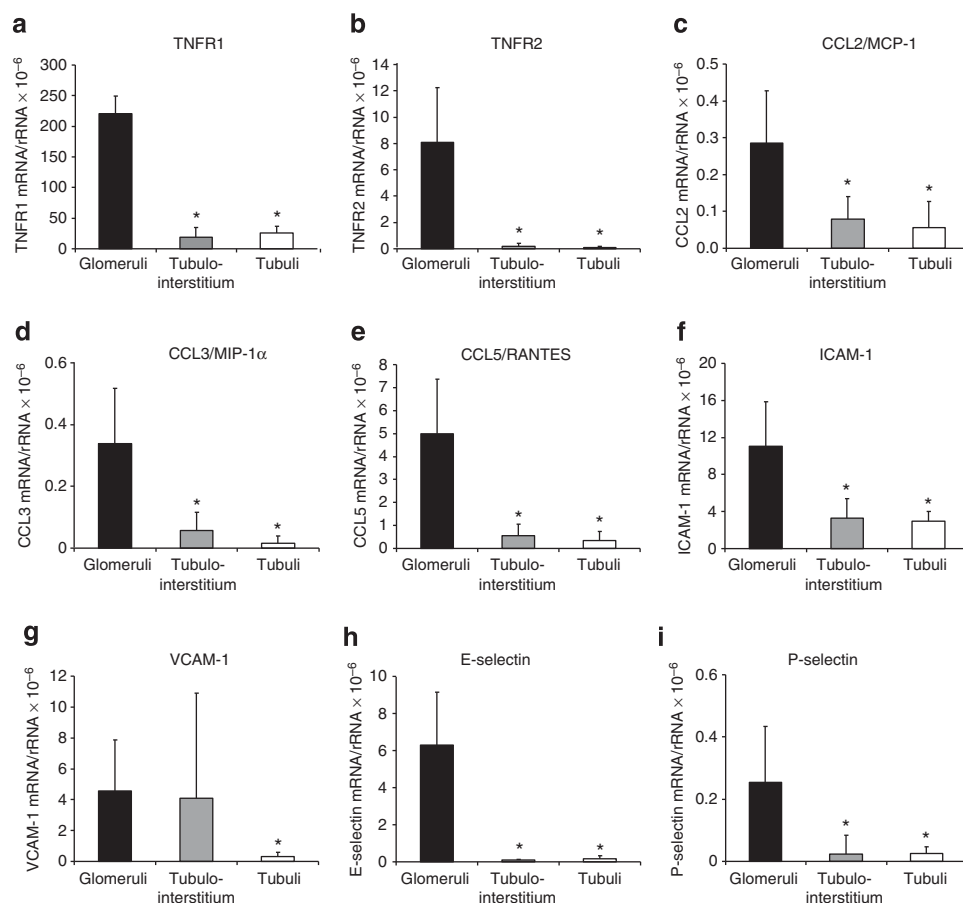 a
TNFR1
TNFR1 mRNA/rRNA × 10⁻⁶
300
250
200
150
100
50
0
*
*
Glomeruli
Tubulo-
interstitium
Tubuli
b
TNFR2
TNFR2 mRNA/rRNA × 10⁻⁶
14
12
10
8
6
4
2
0
*
*
Glomeruli
Tubulo-
interstitium
Tubuli
c
CCL2/MCP-1
CCL2 mRNA/rRNA × 10⁻⁶
0.5
0.4
0.3
0.2
0.1
0.0
*
*
Glomeruli
Tubulo-
interstitium
Tubuli
d
CCL3/MIP-1α
CCL3 mRNA/rRNA × 10⁻⁶
0.6
0.4
0.2
0
*
*
Glomeruli
Tubulo-
interstitium
Tubuli
e
CCL5/RANTES
CCL5 mRNA/rRNA × 10⁻⁶
8
7
6
5
4
3
2
1
0
*
*
Glomeruli
Tubulo-
interstitium
Tubuli
f
ICAM-1
ICAM-1 mRNA/rRNA × 10⁻⁶
20
16
12
8
4
0
*
*
Glomeruli
Tubulo-
interstitium
Tubuli
g
VCAM-1
VCAM-1 mRNA/rRNA × 10⁻⁶
12
10
8
6
4
2
0
*
Glomeruli
Tubulo-
interstitium
Tubuli
h
E-selectin
E-selectin mRNA/rRNA × 10⁻⁶
10
8
6
4
2
0
*
*
Glomeruli
Tubulo-
interstitium
Tubuli
i
P-selectin
P-selectin mRNA/rRNA × 10⁻⁶
0.6
0.4
0.2
0
*
*
Glomeruli
Tubulo-
interstitium
Tubuli